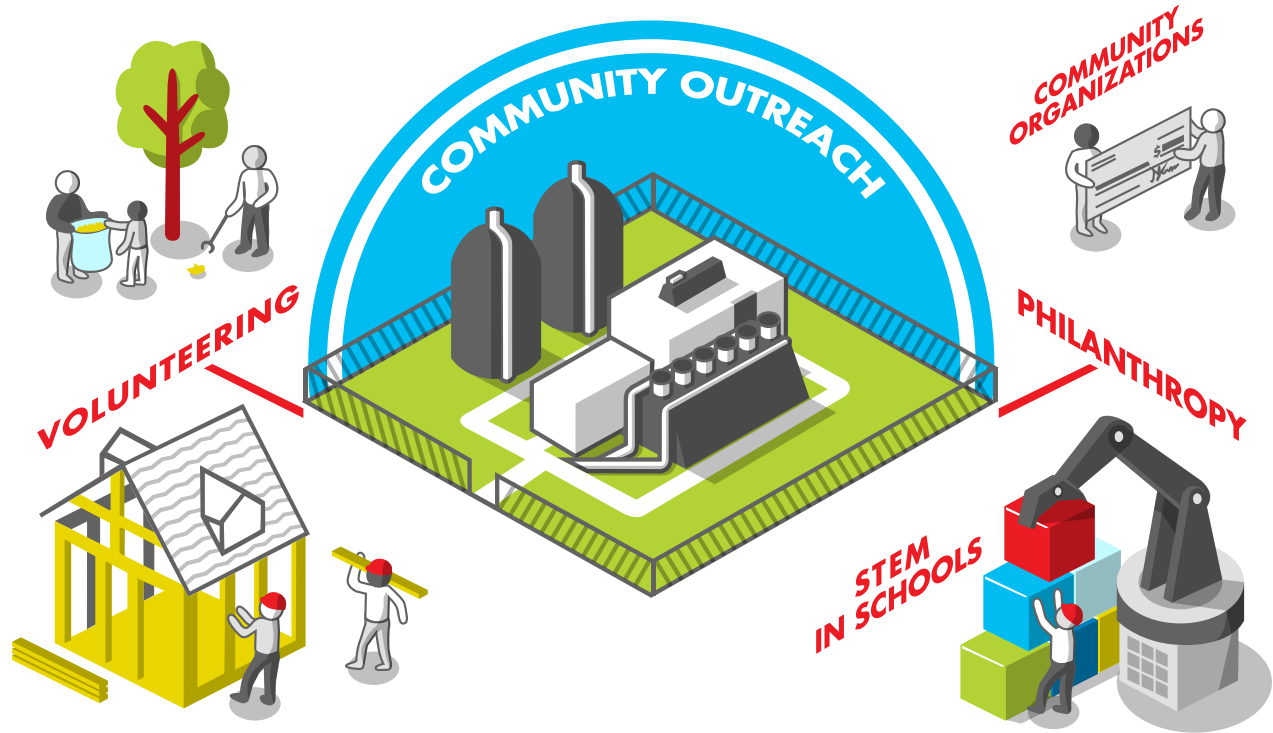 COMMUNITY OUTREACH
COMMUNITY
ORGANIZATIONS
VOLUNTEERING
PHILANTHROPY
STEM
IN SCHOOLS
$